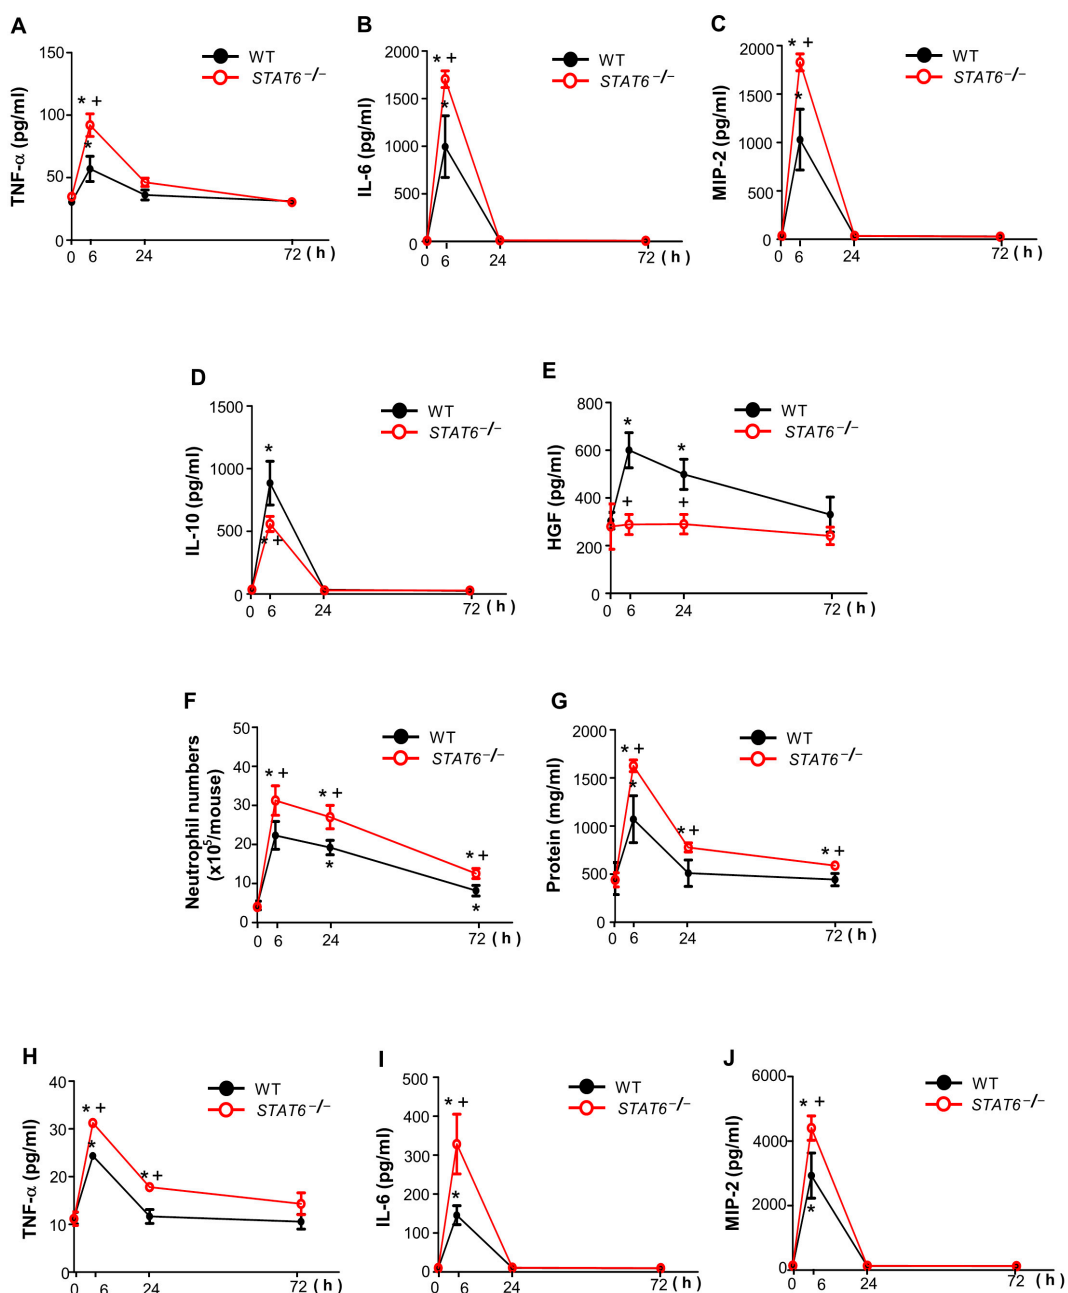 A
TNF-α (pg/ml)
150
100
50
0
0 6 24 72 ( h )
WT
STAT6−/−
* +
*
B
IL-6 (pg/ml)
2000
1500
1000
500
0
0 6 24 72 ( h )
WT
STAT6−/−
* +
*
C
MIP-2 (pg/ml)
2000
1500
1000
500
0
0 6 24 72 ( h )
WT
STAT6−/−
* +
*
D
IL-10 (pg/ml)
1500
1000
500
0
0 6 24 72 ( h )
WT
STAT6−/−
*
* +
E
HGF (pg/ml)
800
600
400
200
0
0 6 24 72 ( h )
WT
STAT6−/−
* *
+ +
F
Neutrophil numbers
(x10⁵/mouse)
50
40
30
20
10
0
0 6 24 72 ( h )
WT
STAT6−/−
* + * + * +
* *
G
Protein (mg/ml)
2000
1500
1000
500
0
0 6 24 72 ( h )
WT
STAT6−/−
* + * + * +
*
H
TNF-α (pg/ml)
40
30
20
10
0
0 6 24 72 ( h )
WT
STAT6−/−
* + * +
*
I
IL-6 (pg/ml)
500
400
300
200
100
0
0 6 24 72 ( h )
WT
STAT6−/−
* +
*
J
MIP-2 (pg/ml)
6000
4000
2000
0
0 6 24 72 ( h )
WT
STAT6−/−
* +
*